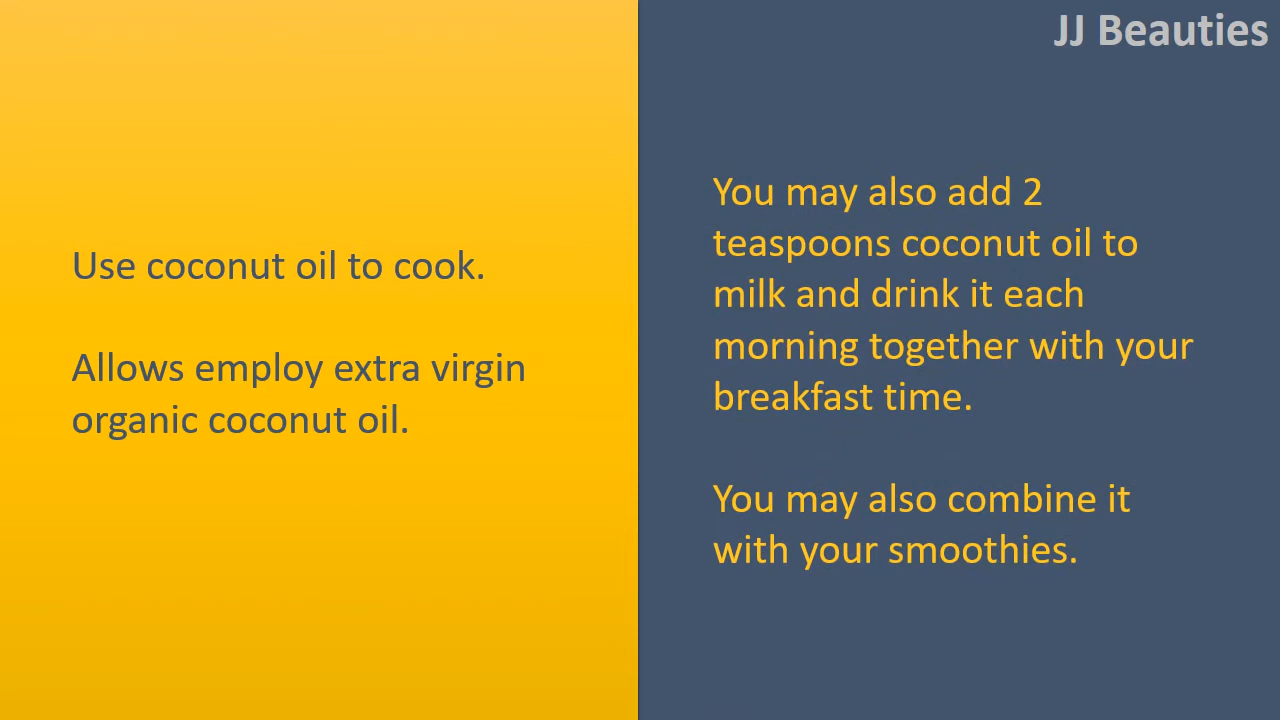 JJ Beauties
Use coconut oil to cook.
Allows employ extra virgin
organic coconut oil.
You may also add 2
teaspoons coconut oil to
milk and drink it each
morning together with your
breakfast time.
You may also combine it
with your smoothies.